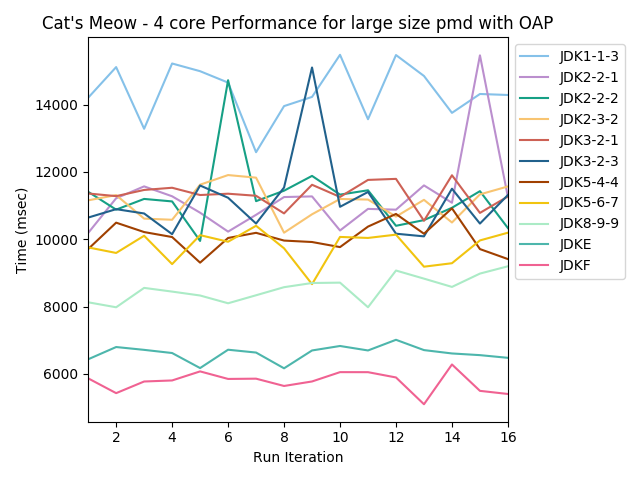 Cat's Meow - 4 core Performance for large size pmd with OAP
Time (msec)
14000
12000
10000
8000
6000
2
4
6
8
10
12
14
16
Run Iteration
JDK1-1-3
JDK2-2-1
JDK2-2-2
JDK2-3-2
JDK3-2-1
JDK3-2-3
JDK5-4-4
JDK5-6-7
JDK8-9-9
JDKE
JDKF